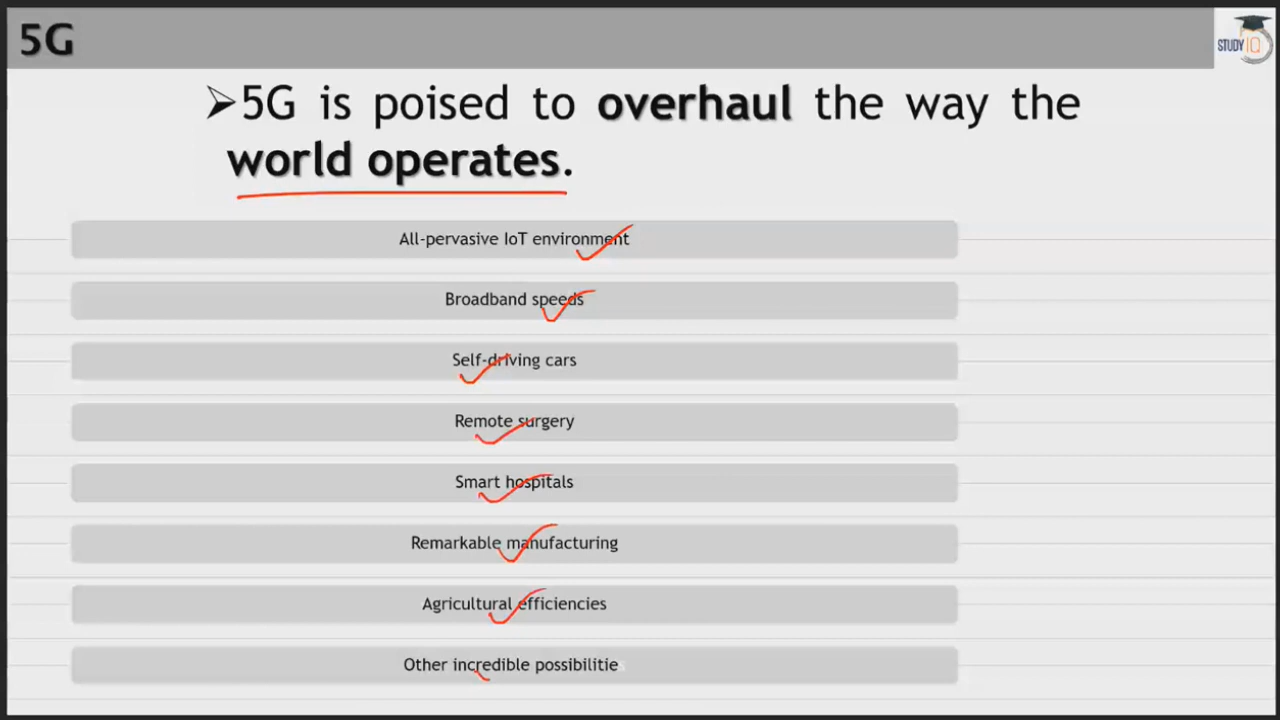 5G
STUDY IQ
➢5G is poised to overhaul the way the
world operates.
All-pervasive IoT environment
Broadband speeds
Self-driving cars
Remote surgery
Smart hospitals
Remarkable manufacturing
Agricultural efficiencies
Other incredible possibilitie